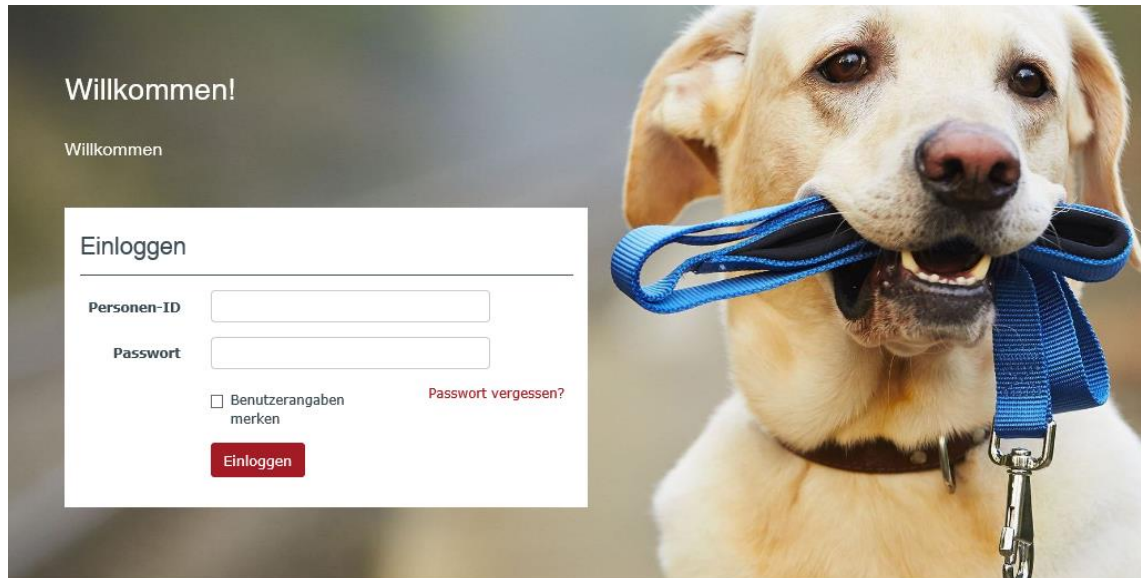 Willkommen!
Willkommen
Einloggen
Personen-ID
Passwort
Benutzerangaben
merken
Passwort vergessen?
Einloggen